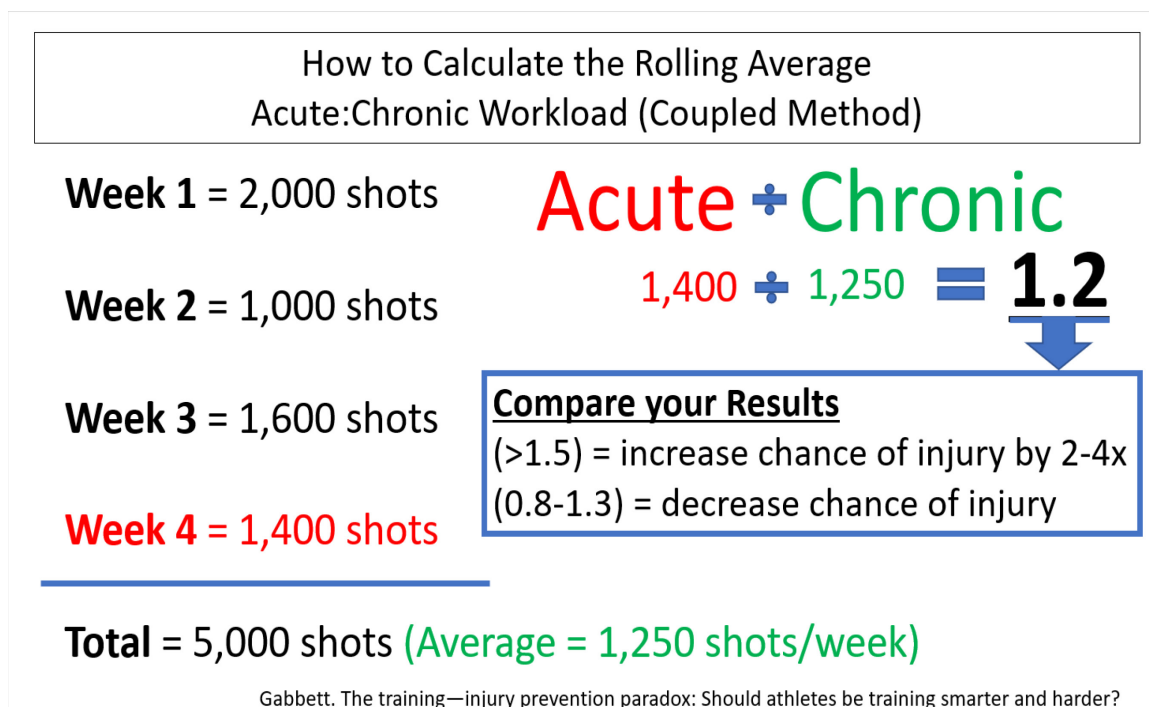 How to Calculate the Rolling Average
Acute:Chronic Workload (Coupled Method)
Week 1 = 2,000 shots
Week 2 = 1,000 shots
Week 3 = 1,600 shots
Week 4 = 1,400 shots
Total = 5,000 shots (Average = 1,250 shots/week)
Acute ÷ Chronic
1,400 ÷ 1,250 = 1.2
Compare your Results
(>1.5) = increase chance of injury by 2-4x
(0.8-1.3) = decrease chance of injury
Gabbett. The training—injury prevention paradox: Should athletes be training smarter and harder?